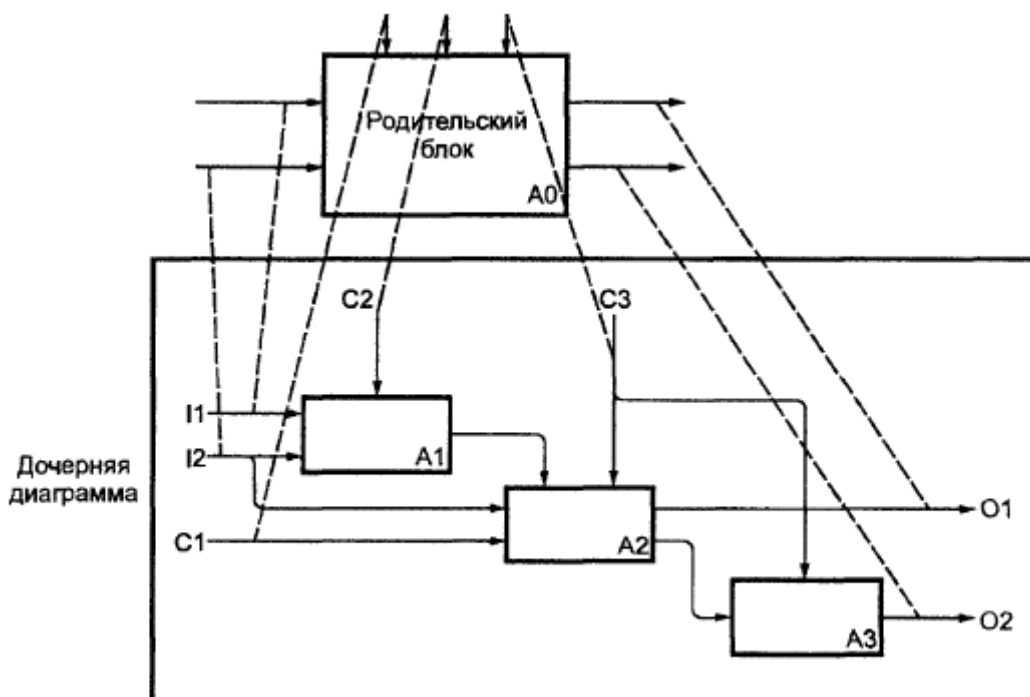 Родительский
блок
A0
C2
C3
I1
I2
A1
Дочерняя
диаграмма
C1
A2
O1
A3
O2